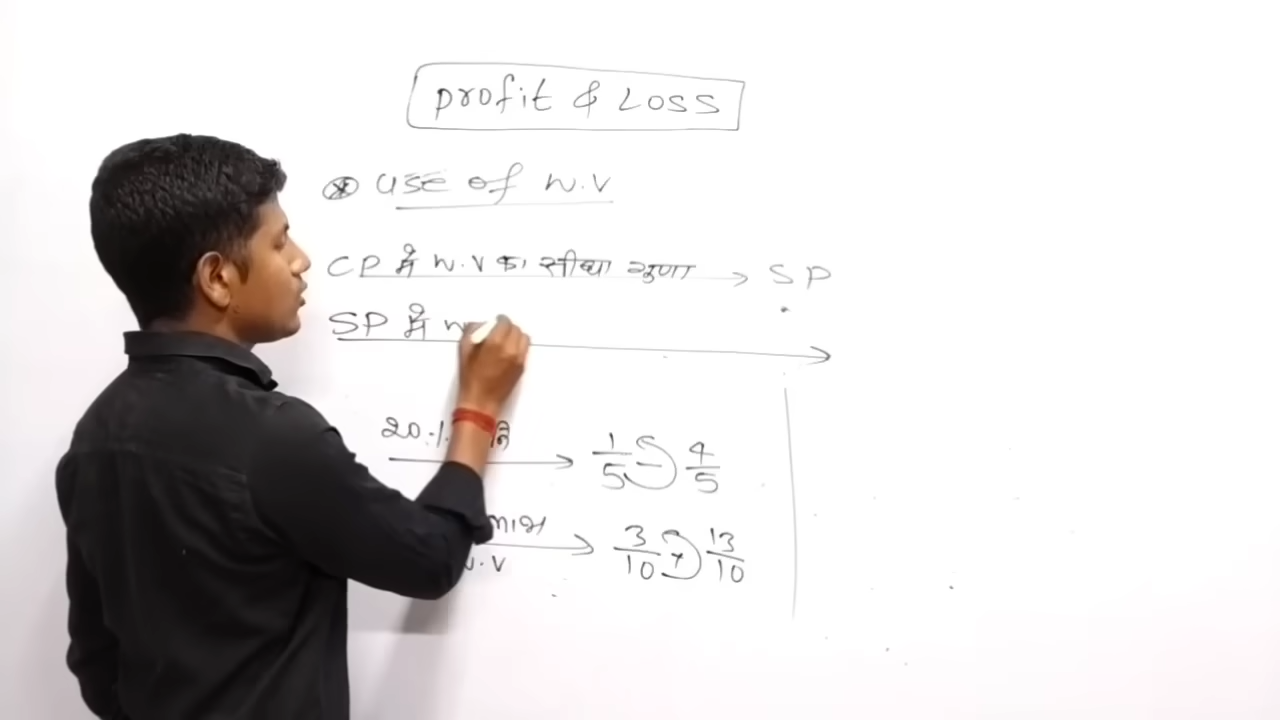 Profit & Loss
* Use of N.V
CP में N.V का सीधा गुणा → SP
SP में
20% → 1/5 - 4/5
लाभ → 3/10 + 13/10
.V